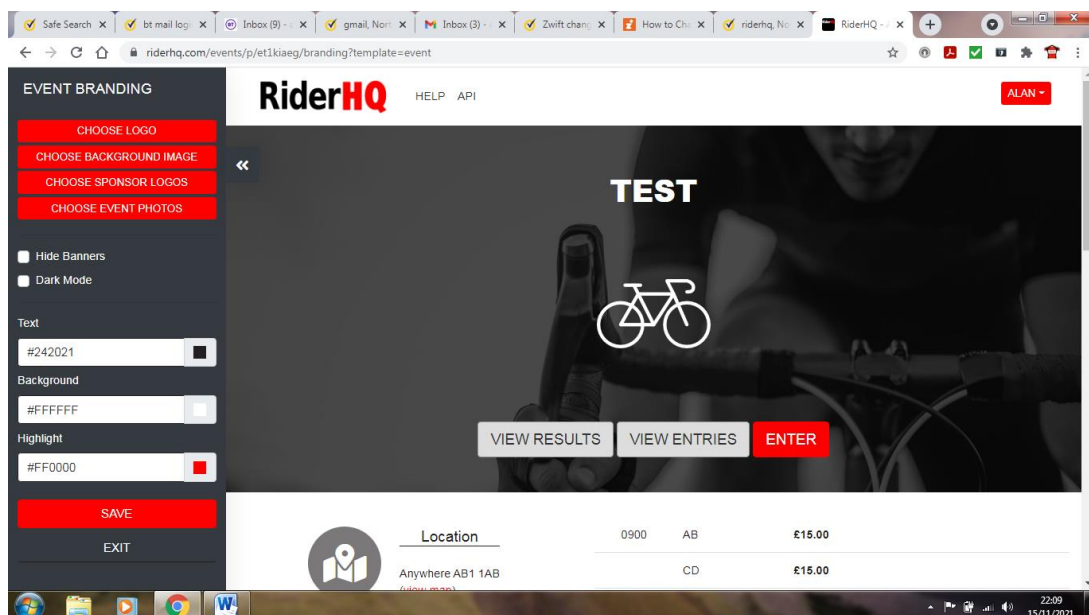 Safe Search
bt mail logi
Inbox (9) -
gmail, Nort
Inbox (3) -
Zwift chang
How to Cha
riderhq, No
RiderHQ -
riderhq.com/events/p/et1kiaeg/branding?template=event
EVENT BRANDING
RiderHQ HELP API ALAN
CHOOSE LOGO
CHOOSE BACKGROUND IMAGE
CHOOSE SPONSOR LOGOS
CHOOSE EVENT PHOTOS
TEST
Hide Banners
Dark Mode
Text
#242021
Background
#FFFFFF
Highlight
#FF0000
VIEW RESULTS VIEW ENTRIES ENTER
SAVE
EXIT
Location
Anywhere AB1 1AB
(view map)
0900 AB £15.00
CD £15.00
22:09
15/11/2021